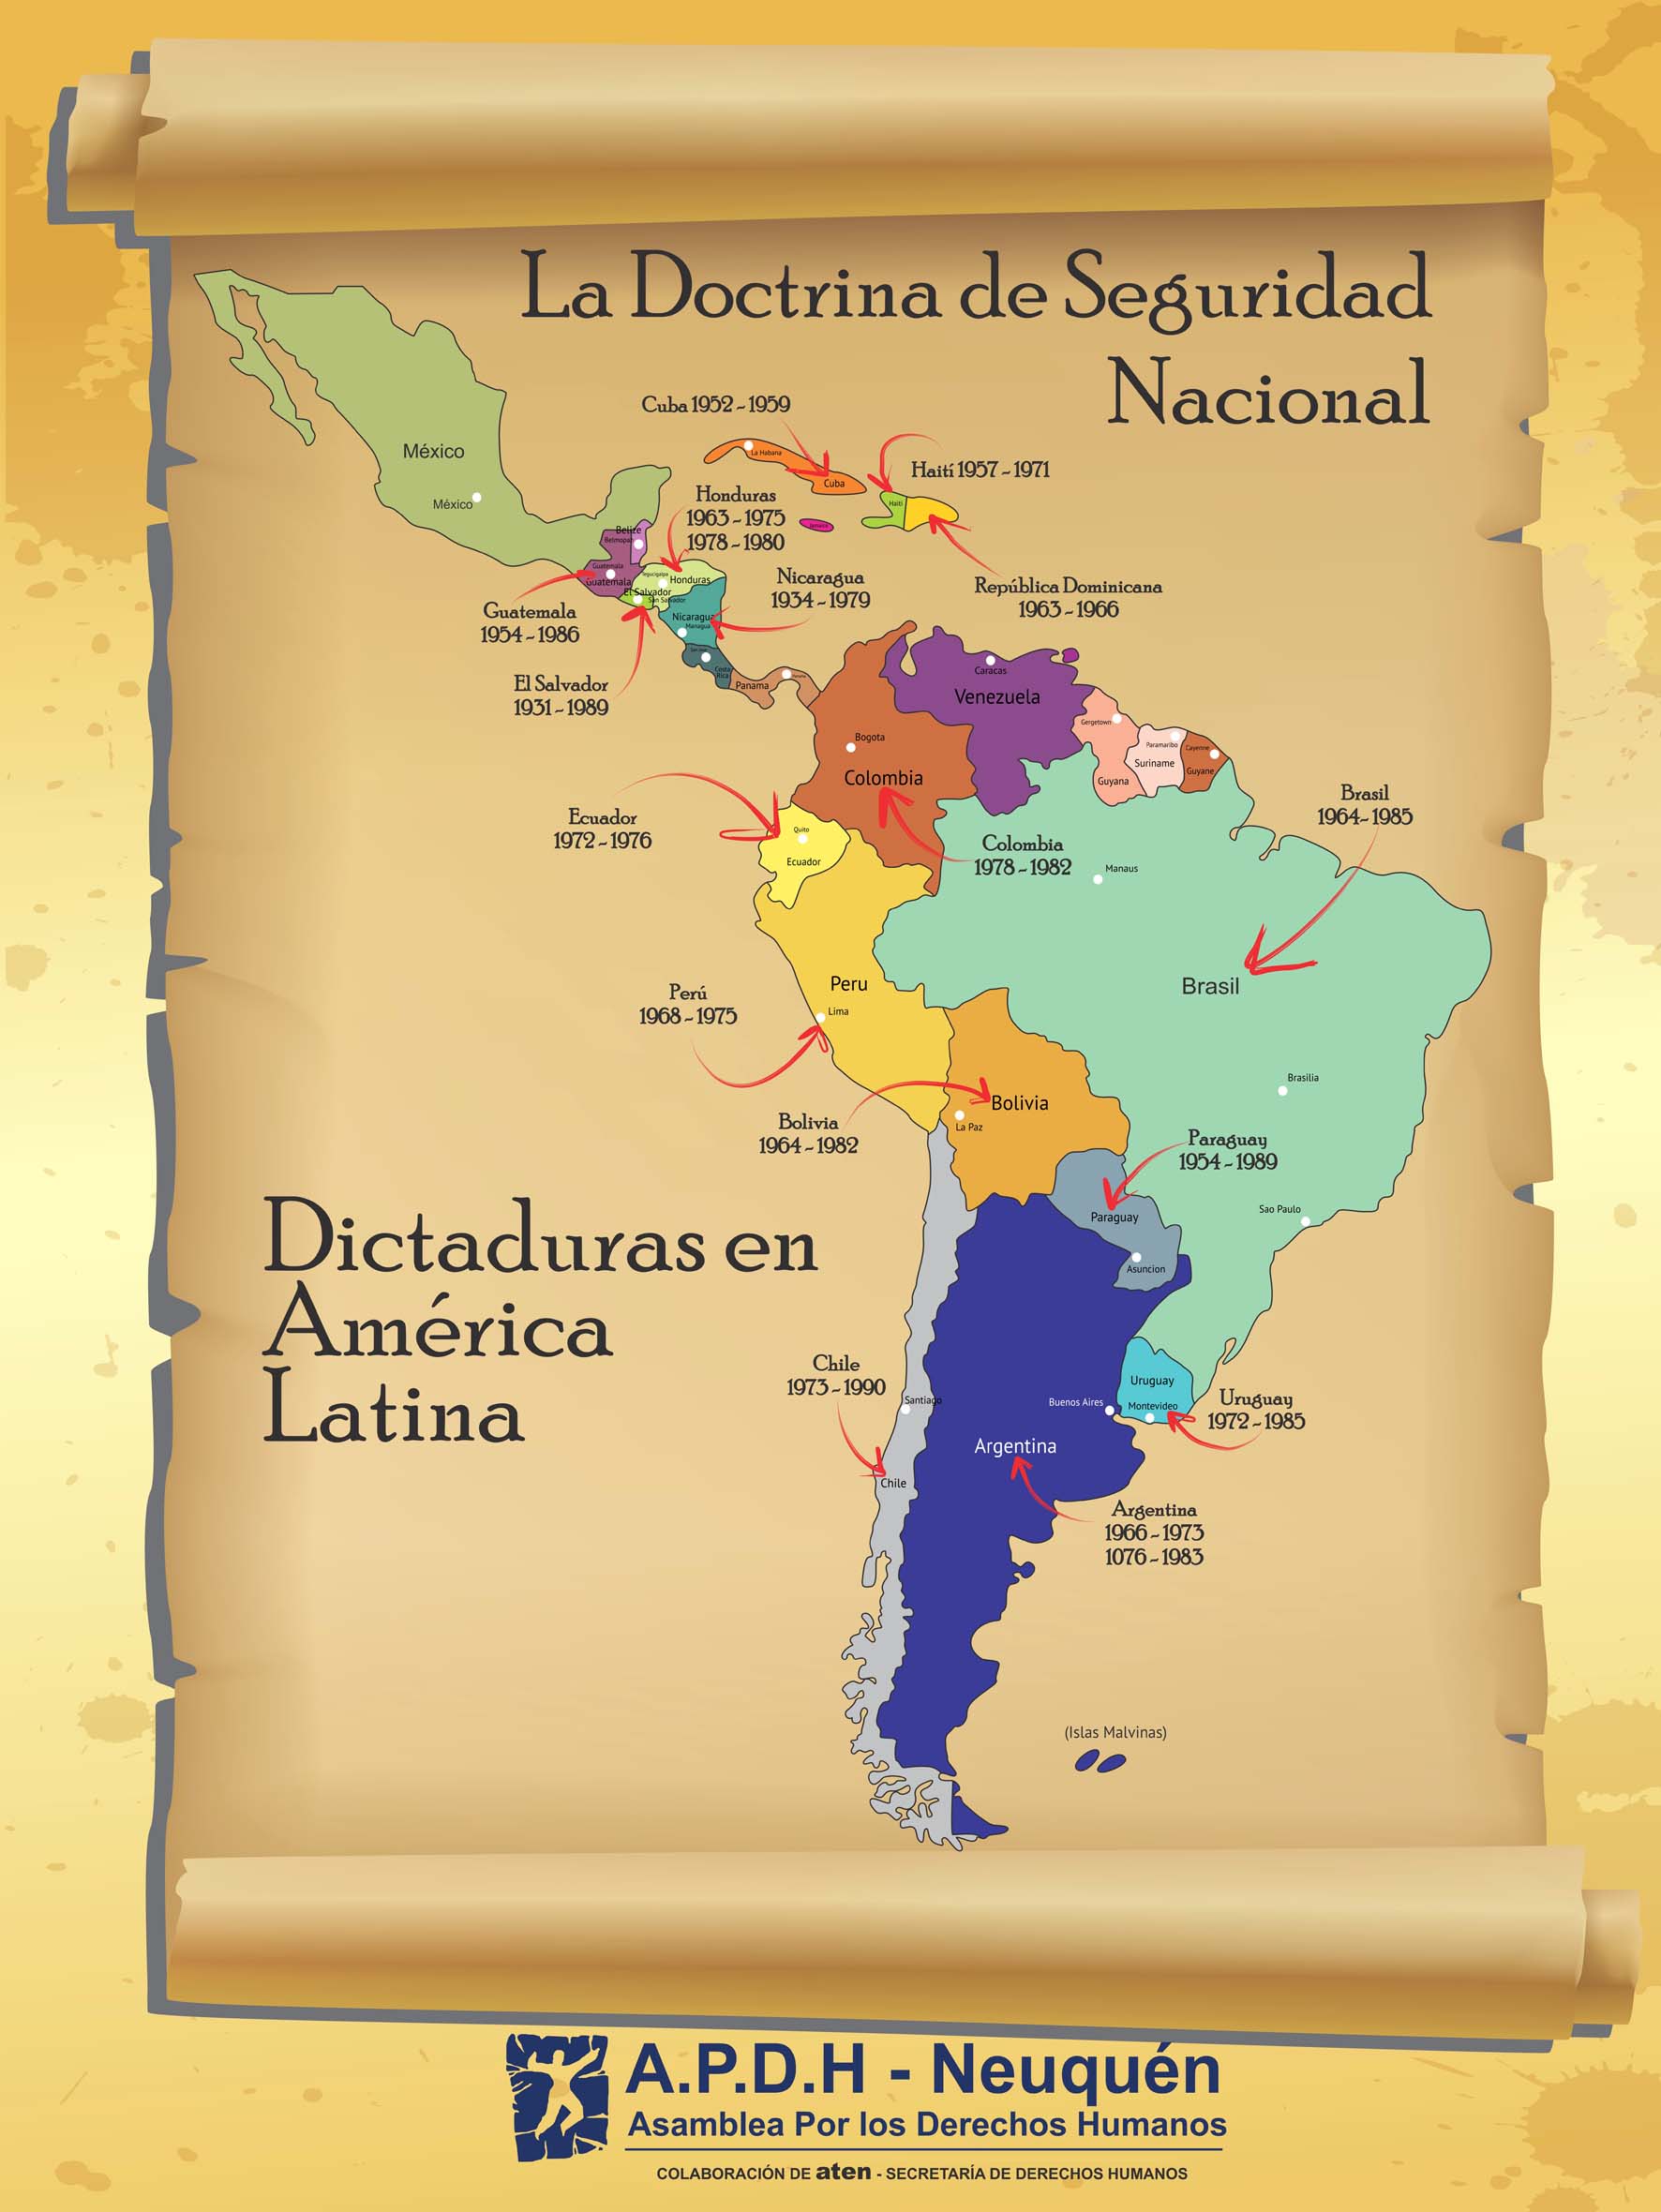 La Doctrina de Seguridad
Nacional
Cuba 1952 - 1959
La Habana
Cuba
Haití 1957 - 1971
Haiti
México
México
Honduras
1963 - 1975
1978 - 1980
Jamaica
Belize
Belmopan
Guatemala
Guatemala
Tegucigalpa
Honduras
El Salvador
San Salvador
Nicaragua
1934 - 1979
República Dominicana
1963 - 1966
Guatemala
1954 - 1986
Nicaragua
Managua
San Jose
Costa
Rica
Panama
El Salvador
1931 - 1989
Caracas
Venezuela
Gergetown
Guyana
Paramaribo
Suriname
Cayenne
Guyane
Bogota
Colombia
Brasil
1964 - 1985
Ecuador
1972 - 1976
Quito
Ecuador
Colombia
1978 - 1982
Manaus
Perú
1968 - 1975
Peru
Lima
Brasil
Brasilia
Bolivia
1964 - 1982
Bolivia
La Paz
Paraguay
1954 - 1989
Paraguay
Asuncion
Sao Paulo
Dictaduras en
América
Latina
Chile
1973 - 1990
Santiago
Chile
Buenos Aires
Argentina
Uruguay
Montevideo
Uruguay
1972 - 1985
Argentina
1966 - 1973
1076 - 1983
(Islas Malvinas)
A.P.D.H - Neuquén
Asamblea Por los Derechos Humanos
COLABORACIÓN DE aten - SECRETARÍA DE DERECHOS HUMANOS